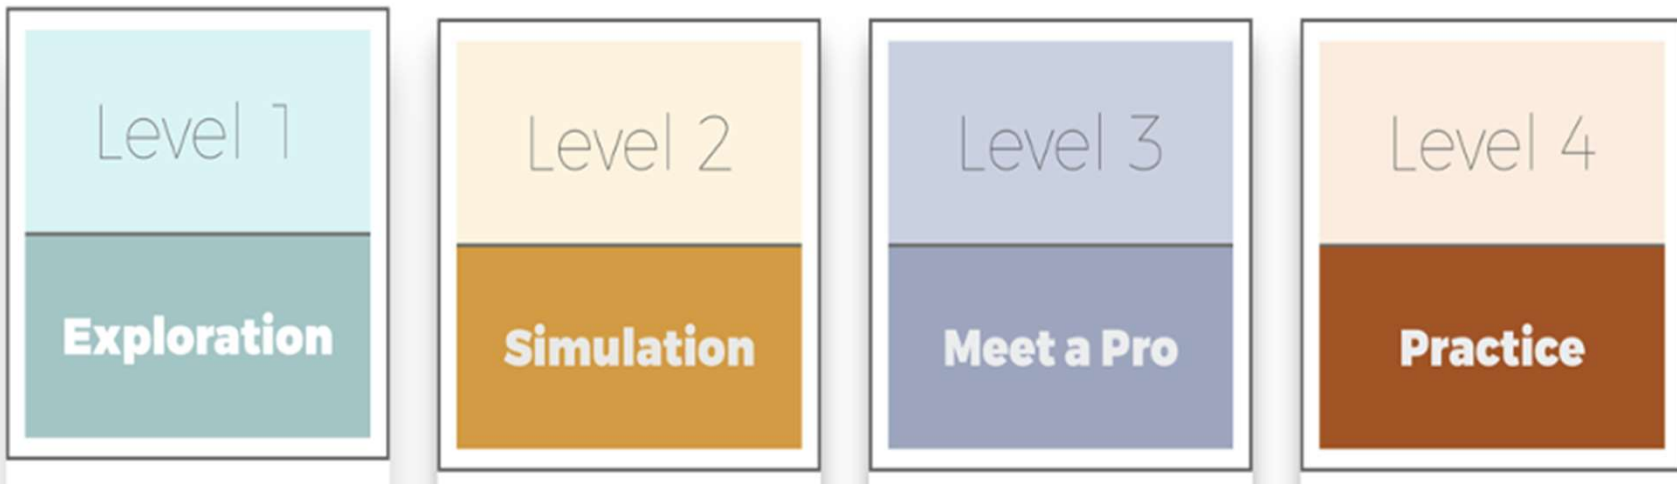 Level 1
Exploration
Level 2
Simulation
Level 3
Meet a Pro
Level 4
Practice